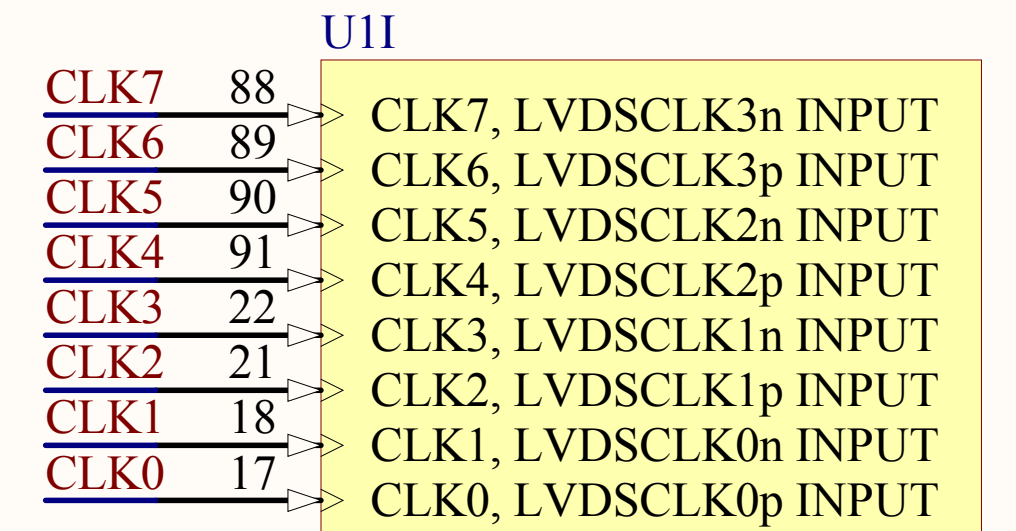 U1I
CLK7 88 CLK7, LVDSCLK3n INPUT
CLK6 89 CLK6, LVDSCLK3p INPUT
CLK5 90 CLK5, LVDSCLK2n INPUT
CLK4 91 CLK4, LVDSCLK2p INPUT
CLK3 22 CLK3, LVDSCLK1n INPUT
CLK2 21 CLK2, LVDSCLK1p INPUT
CLK1 18 CLK1, LVDSCLK0n INPUT
CLK0 17 CLK0, LVDSCLK0p INPUT